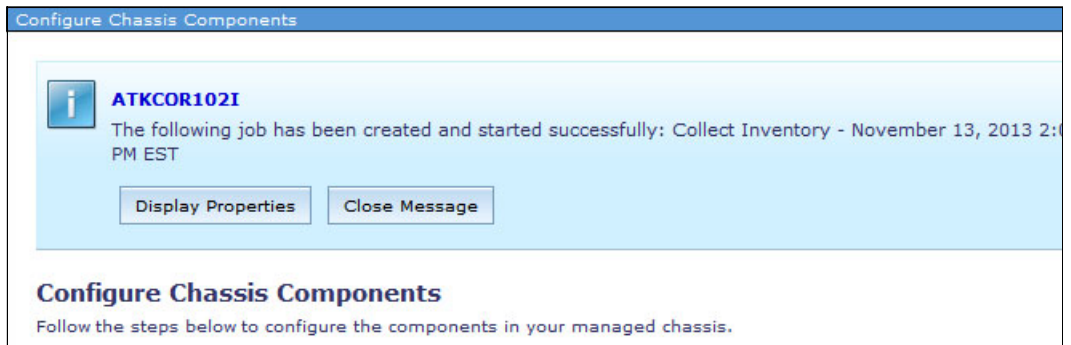 Configure Chassis Components
ATKCOR102I
The following job has been created and started successfully: Collect Inventory - November 13, 2013
PM EST
Display Properties
Close Message
Configure Chassis Components
Follow the steps below to configure the components in your managed chassis.